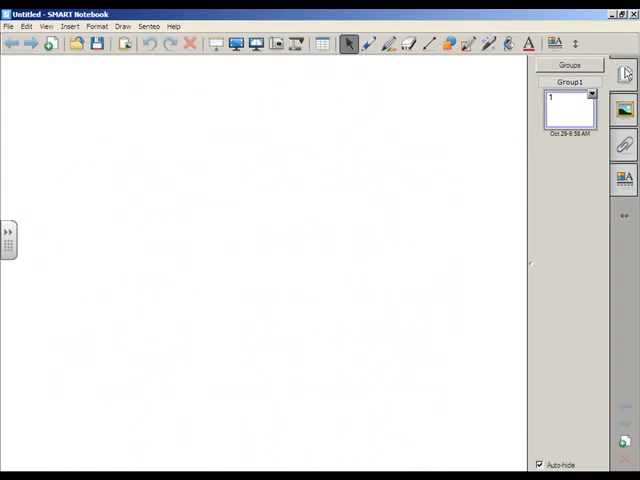 Untitled - SMART Notebook
File Edit View Insert Format Draw Senteo Help
Groups
Group1
1
Oct 29-9:58 AM
Auto-hide